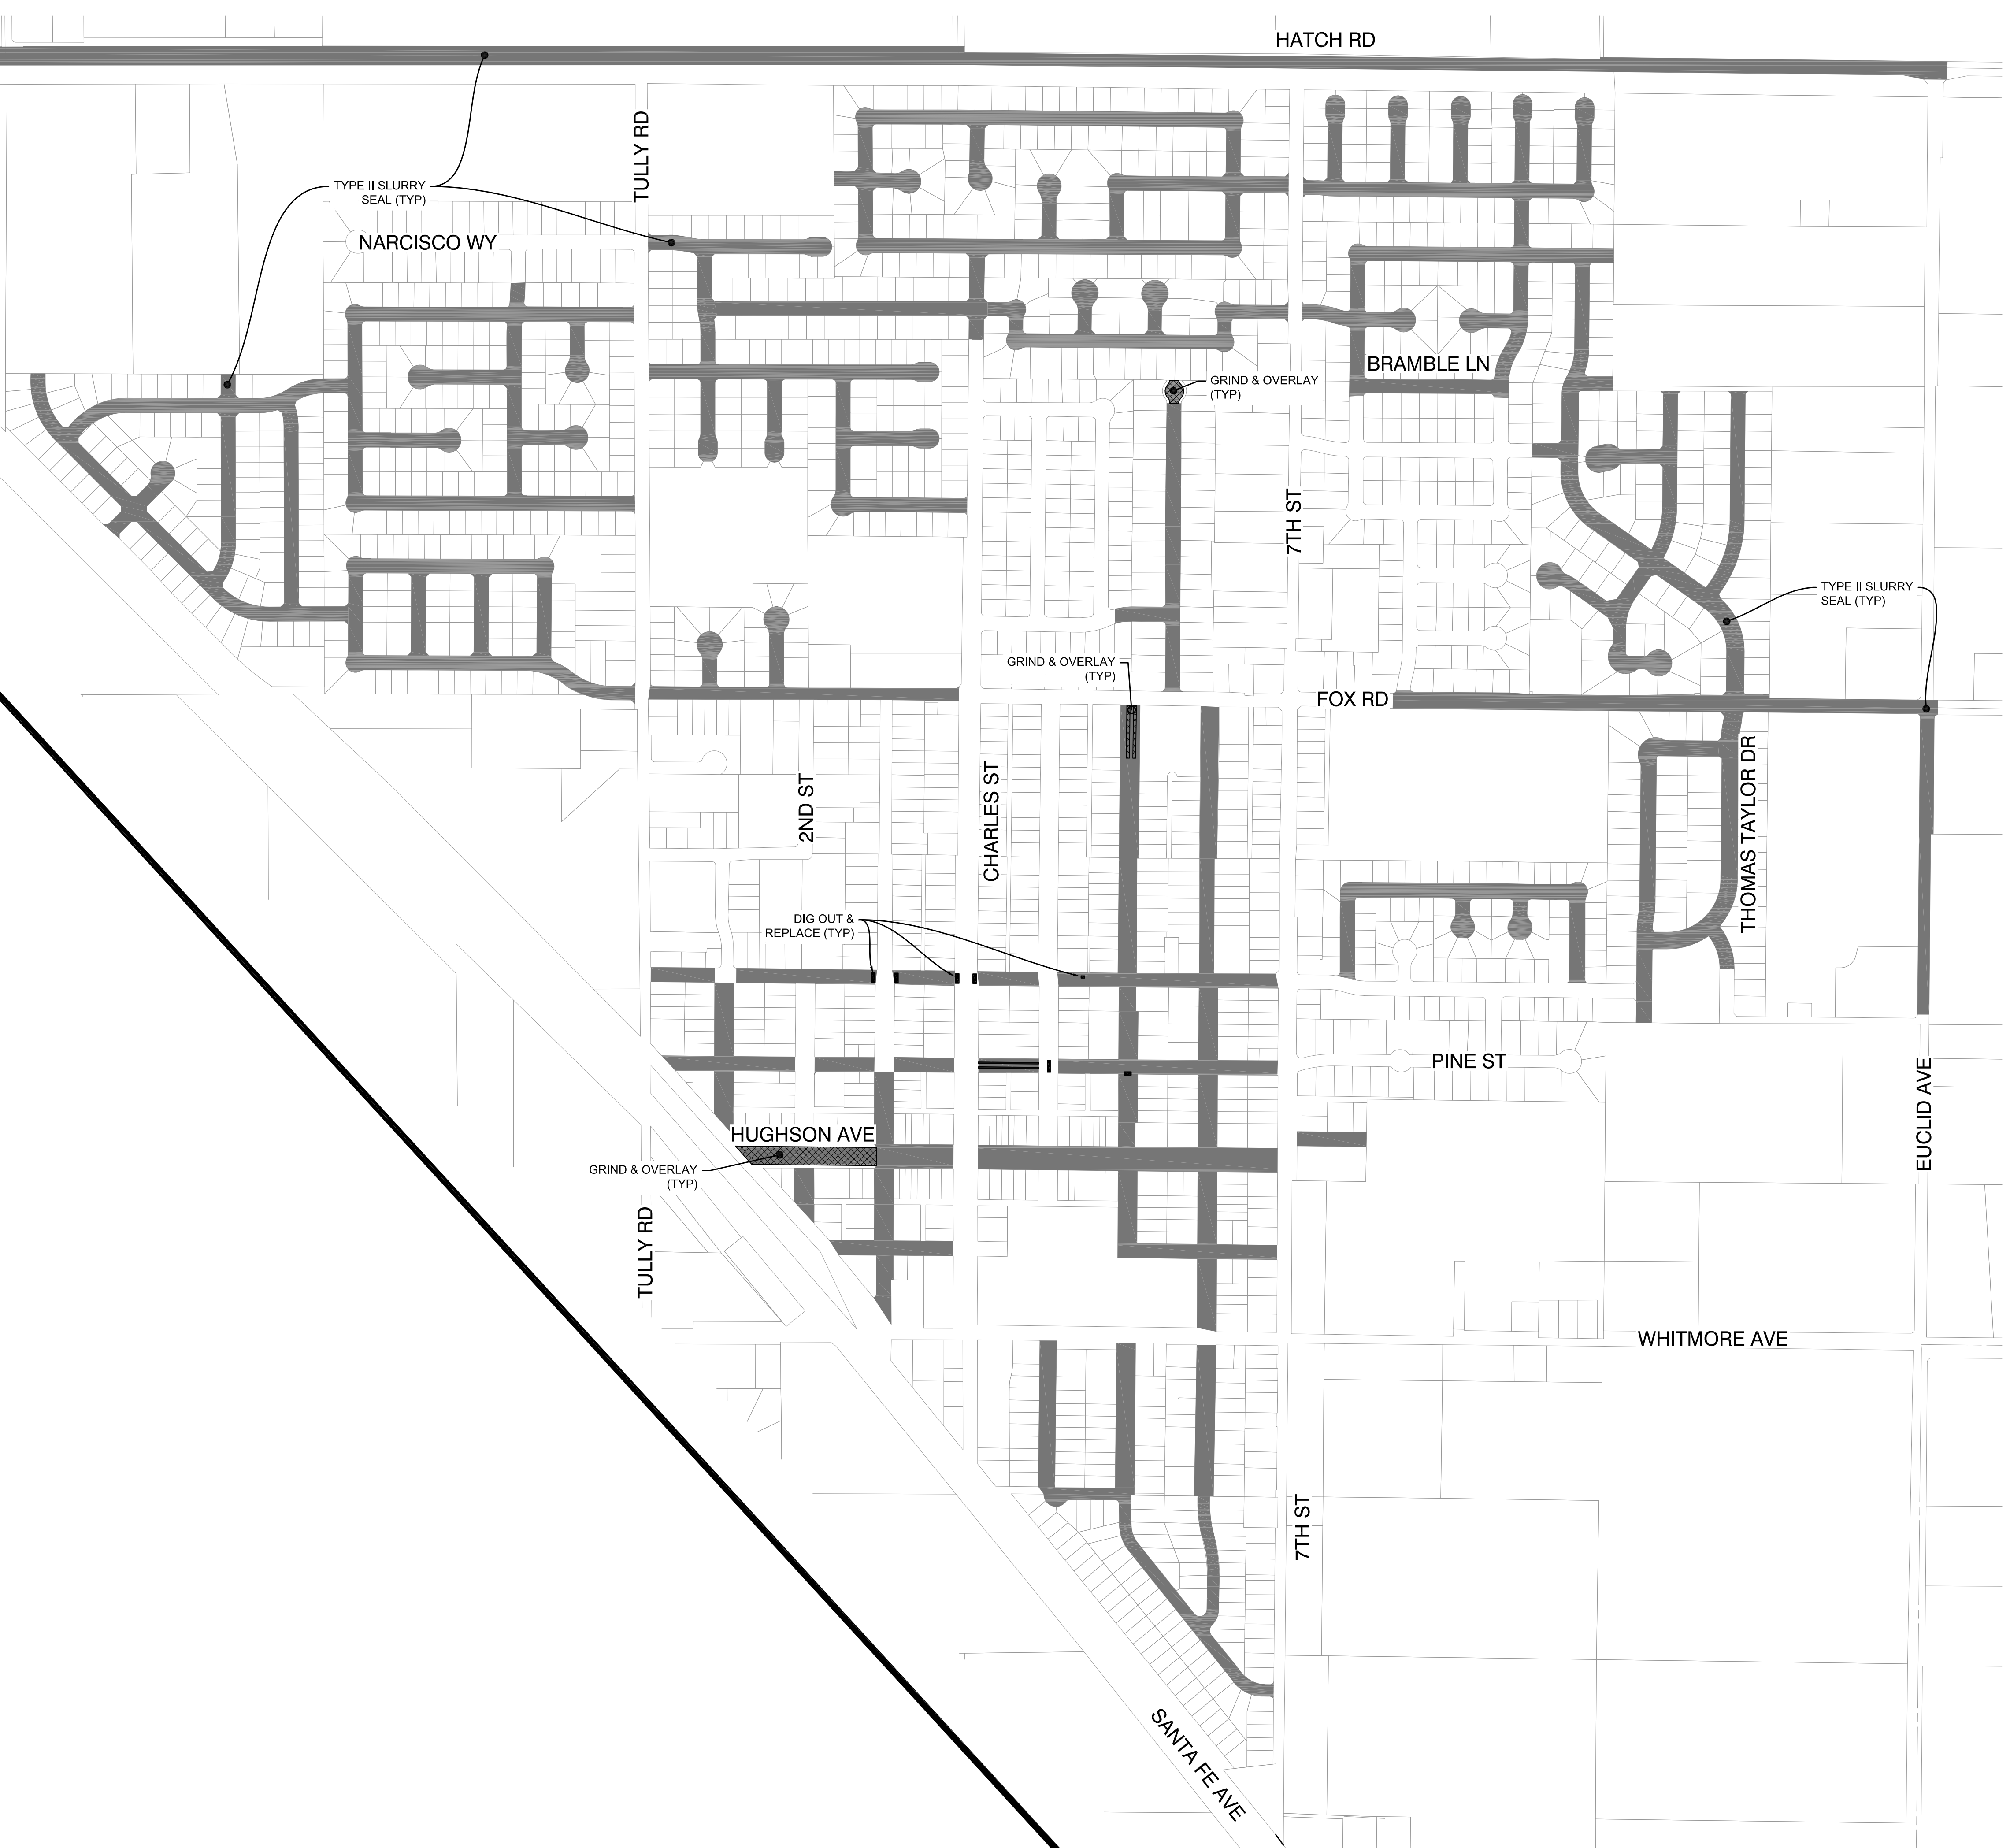 HATCH RD
TULLY RD
TYPE II SLURRY
SEAL (TYP)
NARCISCO WY
BRAMBLE LN
GRIND & OVERLAY
(TYP)
7TH ST
TYPE II SLURRY
SEAL (TYP)
GRIND & OVERLAY
(TYP)
FOX RD
2ND ST
CHARLES ST
THOMAS TAYLOR DR
DIG OUT &
REPLACE (TYP)
PINE ST
EUCLID AVE
HUGHSON AVE
GRIND & OVERLAY
(TYP)
TULLY RD
WHITMORE AVE
7TH ST
SANTA FE AVE